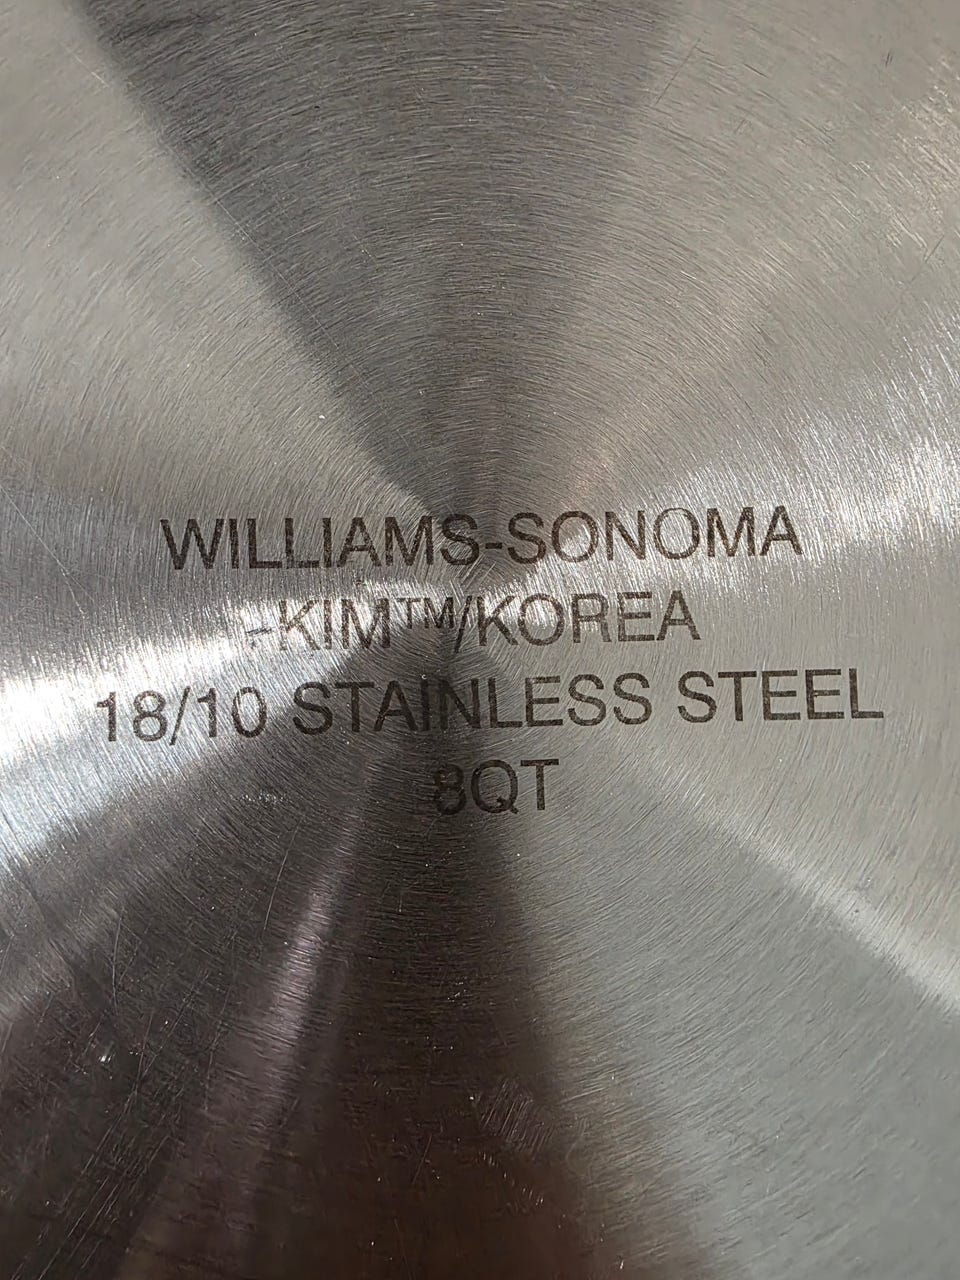 WILLIAMS-SONOMA
-KIM™/KOREA
18/10 STAINLESS STEEL
8QT